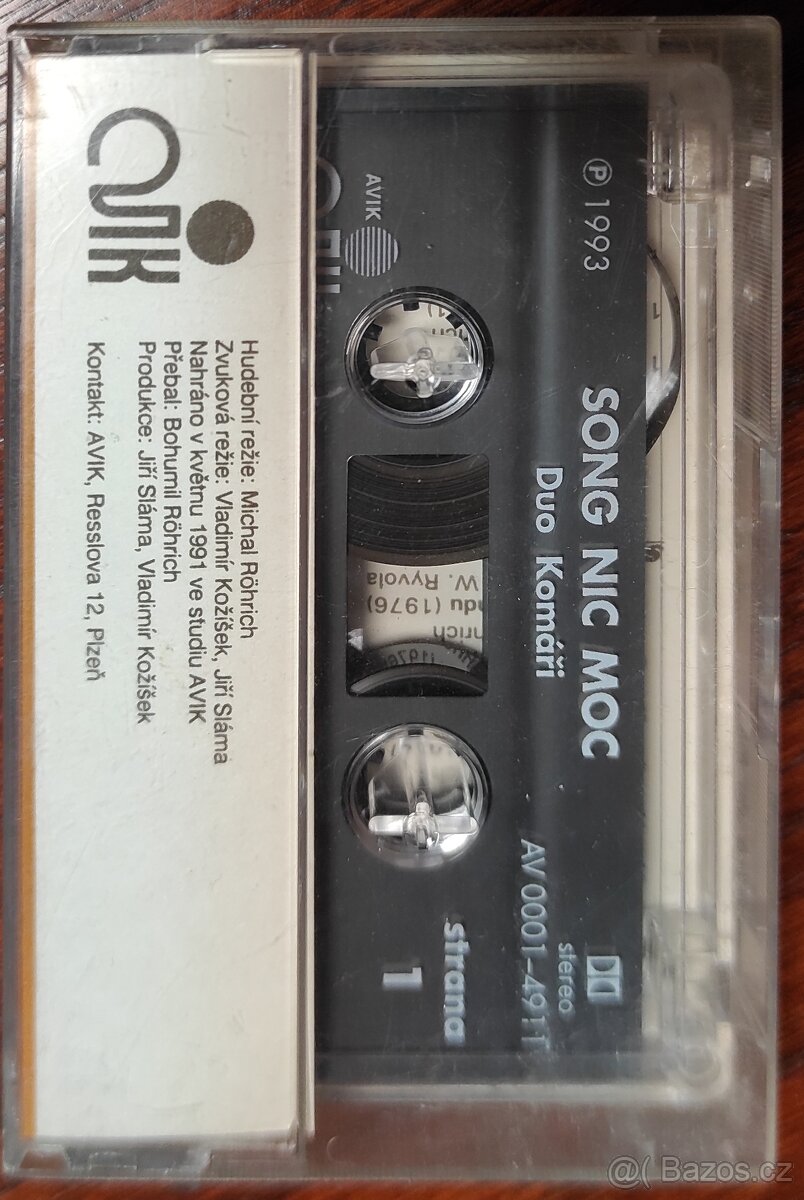 ℗ 1993
SONG NIC MOC
Duo Komáři
AVIK
stereo
AV 0001-4911
strana
1
W. Ryvola
ndu (1976)
hrich
AVIK
Hudební režie: Michal Röhrich
Zvuková režie: Vladimír Kožíšek, Jiří Sláma
Nahráno v květnu 1991 ve studiu AVIK
Přebal: Bohumil Röhrich
Produkce: Jiří Sláma, Vladimír Kožíšek
Kontakt: AVIK, Resslova 12, Plzeň
@( Bazos.cz